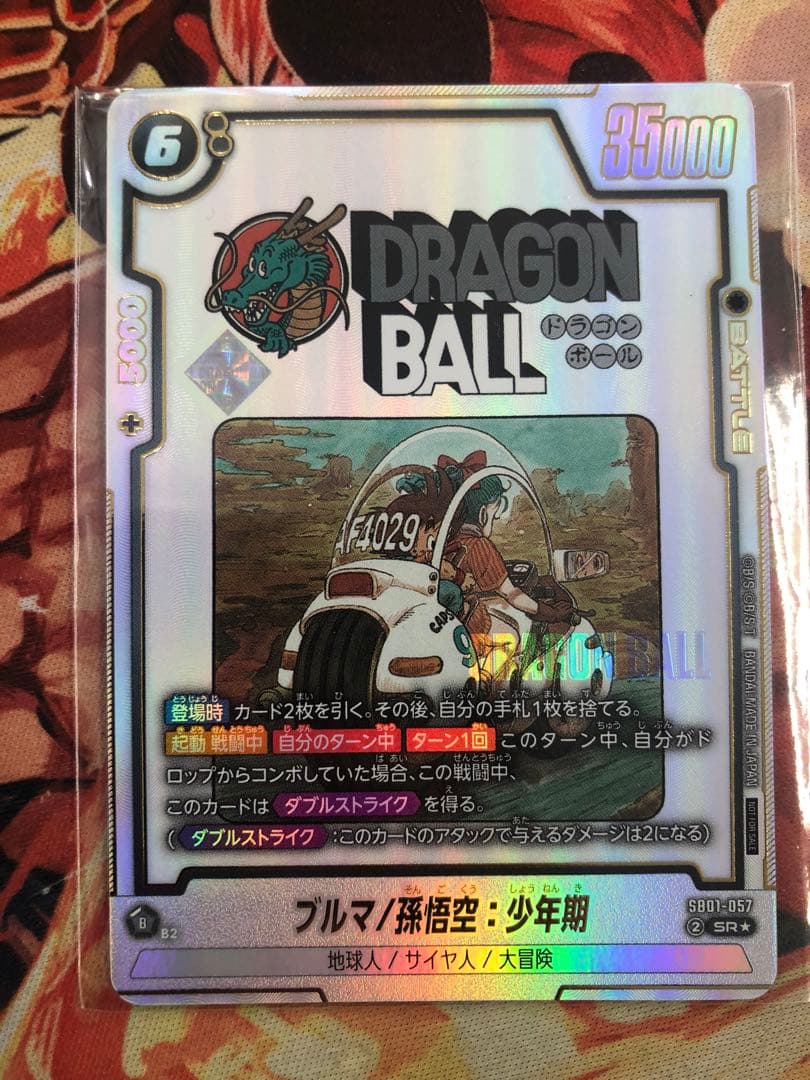 6
35000
DRAGON
BALL
ドラゴン
ボール
+5000
BATTLE
AF4029
CAPS
9
DRAGON BALL
登場時 カード2枚を引く。その後、自分の手札1枚を捨てる。
起動 戦闘中 自分のターン中 ターン1回 このターン中、自分がド
ロップからコンボしていた場合、この戦闘中、
このカードは ダブルストライク を得る。
( ダブルストライク :このカードのアタックで与えるダメージは2になる)
©B/S ©B/S･T BANDAI MADE IN JAPAN
NOT FOR SALE
B B2
ブルマ/孫悟空:少年期
SB01-057
② SR★
地球人 / サイヤ人 / 大冒険